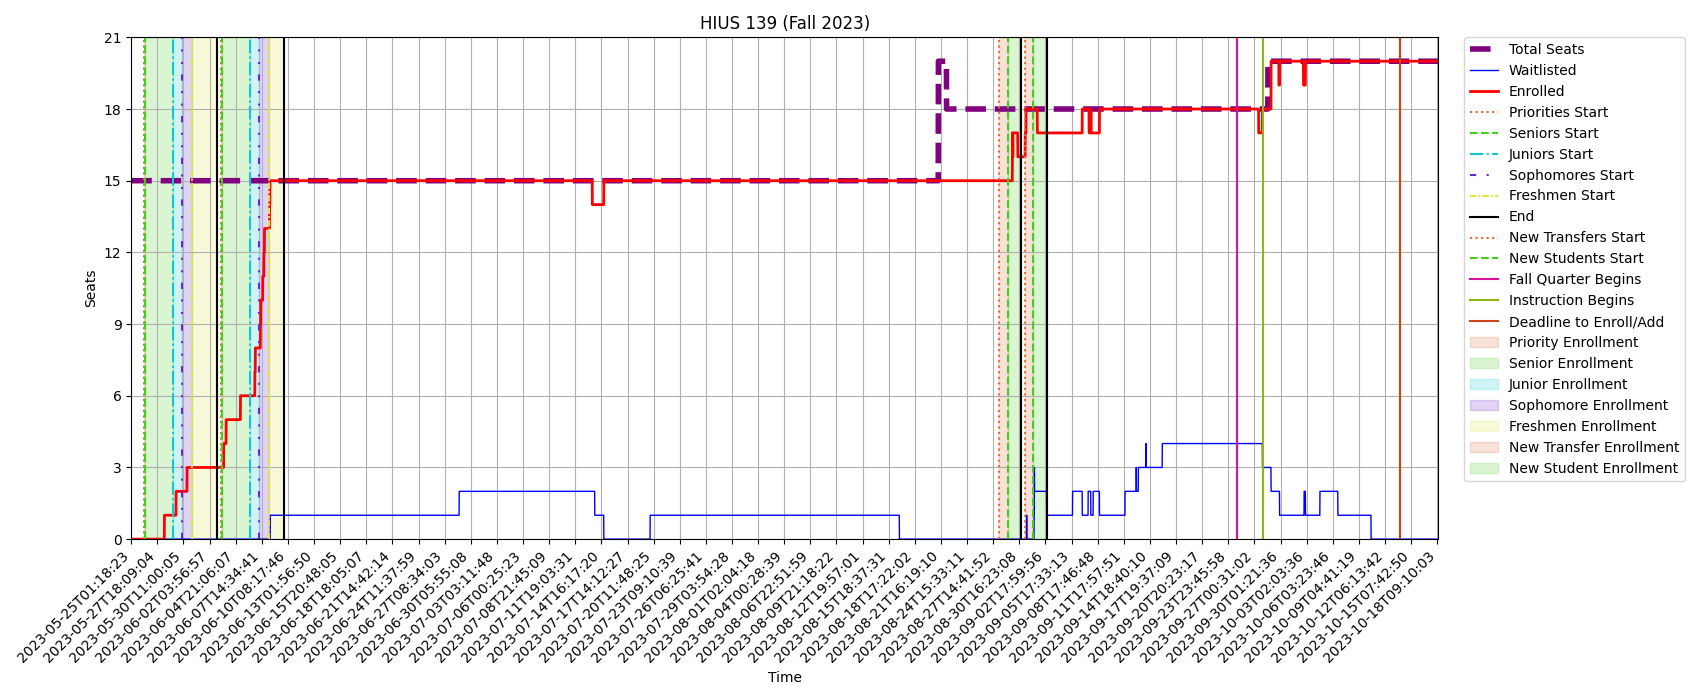 HIUS 139 (Fall 2023)
21
18
15
12
9
6
3
0
Seats
2023-05-25T01:18:23
2023-05-27T18:09:04
2023-05-30T11:00:05
2023-06-02T03:56:57
2023-06-04T21:06:07
2023-06-07T14:34:41
2023-06-10T08:17:46
2023-06-13T01:56:50
2023-06-15T20:48:05
2023-06-18T18:05:07
2023-06-21T14:42:14
2023-06-24T11:37:59
2023-06-27T08:34:03
2023-06-30T05:55:08
2023-07-03T03:11:48
2023-07-06T00:25:23
2023-07-08T21:45:09
2023-07-11T19:03:31
2023-07-14T16:17:20
2023-07-17T14:12:27
2023-07-20T11:48:25
2023-07-23T09:10:39
2023-07-26T06:25:41
2023-07-29T03:54:28
2023-08-01T02:04:18
2023-08-04T00:28:39
2023-08-06T22:51:59
2023-08-09T21:18:22
2023-08-12T19:57:01
2023-08-15T18:37:31
2023-08-18T17:22:02
2023-08-21T16:19:10
2023-08-24T15:33:11
2023-08-27T14:41:52
2023-08-30T16:23:08
2023-09-02T17:59:56
2023-09-05T17:33:13
2023-09-08T17:46:48
2023-09-11T17:57:51
2023-09-14T18:40:10
2023-09-17T19:37:09
2023-09-20T20:23:17
2023-09-23T23:45:58
2023-09-27T00:31:02
2023-09-30T01:21:36
2023-10-03T02:03:36
2023-10-06T03:23:46
2023-10-09T04:41:19
2023-10-12T06:13:42
2023-10-15T07:42:50
2023-10-18T09:10:03
Time
Total Seats
Waitlisted
Enrolled
Priorities Start
Seniors Start
Juniors Start
Sophomores Start
Freshmen Start
End
New Transfers Start
New Students Start
Fall Quarter Begins
Instruction Begins
Deadline to Enroll/Add
Priority Enrollment
Senior Enrollment
Junior Enrollment
Sophomore Enrollment
Freshmen Enrollment
New Transfer Enrollment
New Student Enrollment